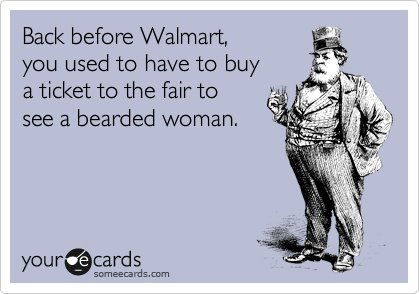 Back before Walmart,
you used to have to buy
a ticket to the fair to
see a bearded woman.
your e cards
someecards.com